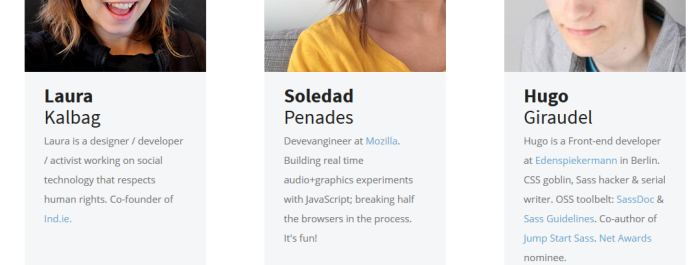 Laura
Kalbag
Laura is a designer / developer
/ activist working on social
technology that respects
human rights. Co-founder of
Ind.ie.
Soledad
Penades
Devevangineer at Mozilla.
Building real time
audio+graphics experiments
with JavaScript; breaking half
the browsers in the process.
It's fun!
Hugo
Giraudel
Hugo is a Front-end developer
at Edenspiekermann in Berlin.
CSS goblin, Sass hacker & serial
writer. OSS toolbelt: SassDoc &
Sass Guidelines. Co-author of
Jump Start Sass. Net Awards
nominee.